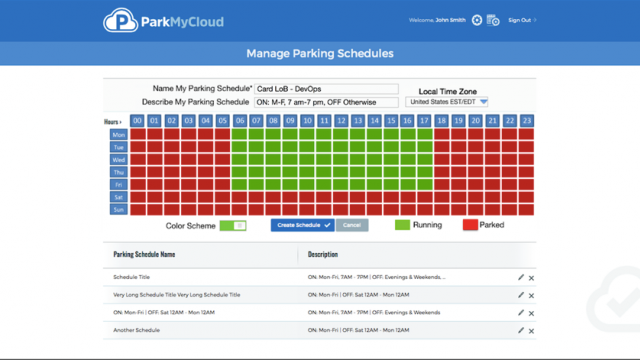 ParkMyCloud
Welcome, John Smith
Sign Out
Manage Parking Schedules
Name My Parking Schedule* Card LoB - DevOps
Local Time Zone
Describe My Parking Schedule ON: M-F, 7 am-7 pm, OFF Otherwise
United States EST/EDT
Hours 00 01 02 03 04 05 06 07 08 09 10 11 12 13 14 15 16 17 18 19 20 21 22 23
Mon
Tue
Wed
Thu
Fri
Sat
Sun
Color Scheme Create Schedule Cancel Running Parked
Parking Schedule Name Description
Schedule Title ON: Mon-Fri, 7AM - 7PM | OFF: Evenings & Weekends, ...
Very Long Schedule Title Very Long Schedule Title ON: Mon-Fri | OFF: Sat 12AM - Mon 12AM
ON: Mon-Fri | OFF: Sat 12AM - Mon 12AM ON: Mon-Fri, 7AM - 7PM | OFF: Evenings & Weekends
Another Schedule ON: Mon-Fri | OFF: Sat 12AM - Mon 12AM